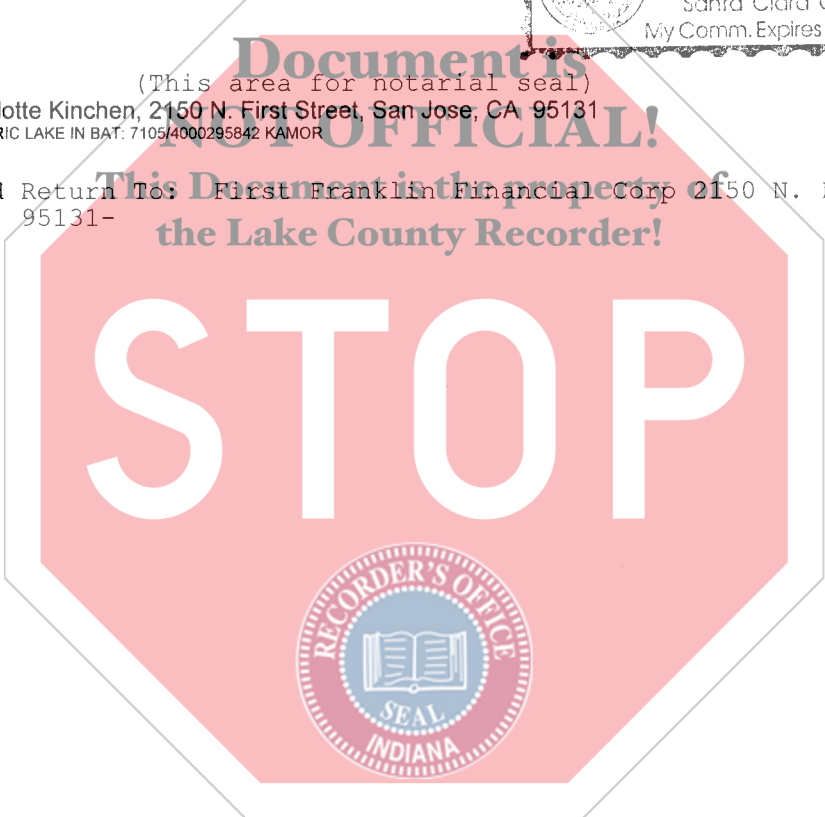 Santa Clara
My Comm. Expires
Document is
(This area for notarial seal)
lotte Kinchen, 2150 N. First Street, San Jose, CA 95131
NOT OFFICIAL!
RIC LAKE IN BAT: 7105/4000295842 KAMOR
This Document is the property of
Return To: First Franklin Financial Corp 2150 N.
95131-
the Lake County Recorder!
STOP
RECORDER'S OFFICE
SEAL
INDIANA